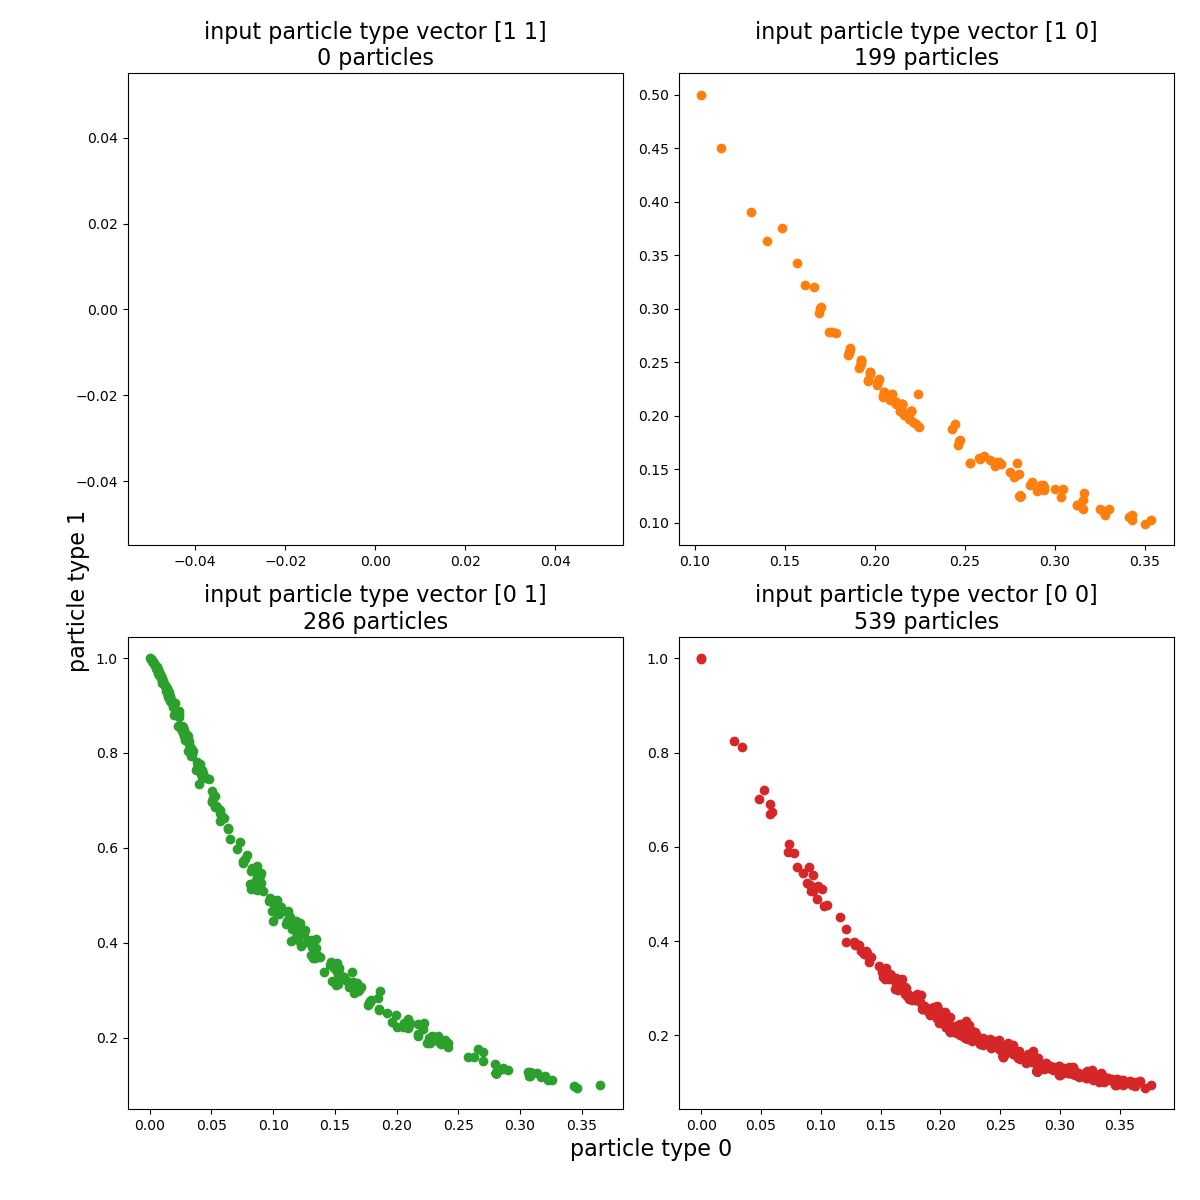 input particle type vector [1 1]
0 particles
0.04
0.02
0.00
−0.02
−0.04
−0.04 −0.02 0.00 0.02 0.04
input particle type vector [1 0]
199 particles
0.50
0.45
0.40
0.35
0.30
0.25
0.20
0.15
0.10
0.10 0.15 0.20 0.25 0.30 0.35
particle type 1
input particle type vector [0 1]
286 particles
1.0
0.8
0.6
0.4
0.2
0.00 0.05 0.10 0.15 0.20 0.25 0.30 0.35
input particle type vector [0 0]
539 particles
1.0
0.8
0.6
0.4
0.2
0.00 0.05 0.10 0.15 0.20 0.25 0.30 0.35
particle type 0